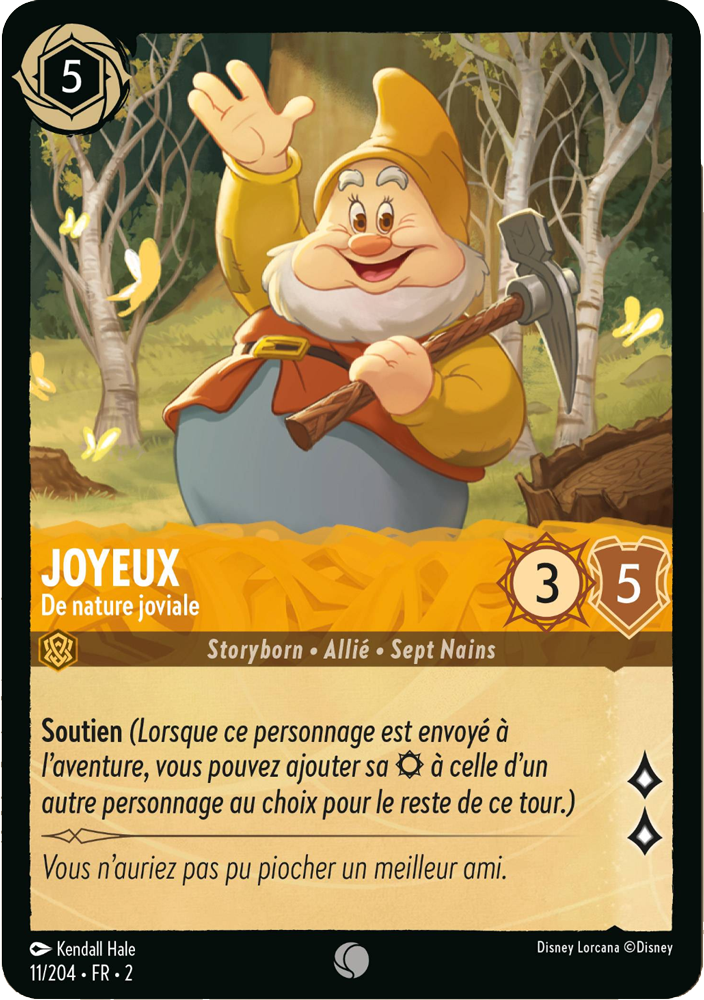 5
JOYEUX
De nature joviale
3
5
Storyborn • Allié • Sept Nains
Soutien (Lorsque ce personnage est envoyé à
l'aventure, vous pouvez ajouter sa à celle d'un
autre personnage au choix pour le reste de ce tour.)
Vous n'auriez pas pu piocher un meilleur ami.
Kendall Hale
Disney Lorcana ©Disney
11/204 • FR • 2